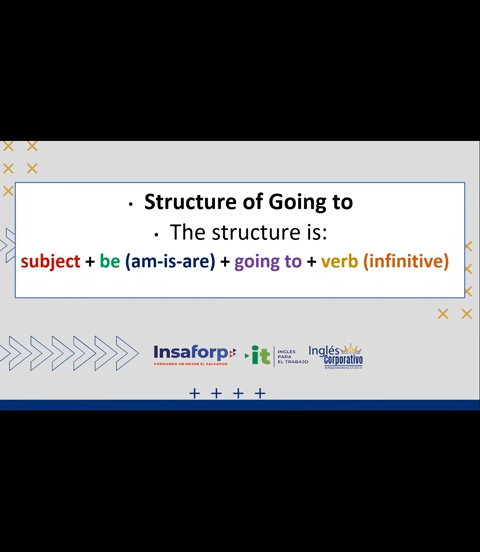 • Structure of Going to
• The structure is:
subject + be (am-is-are) + going to + verb (infinitive)
Insaforp
FORMANDO UN MEJOR EL SALVADOR
it
INGLÉS
PARA
EL TRABAJO
Inglés
Corporativo